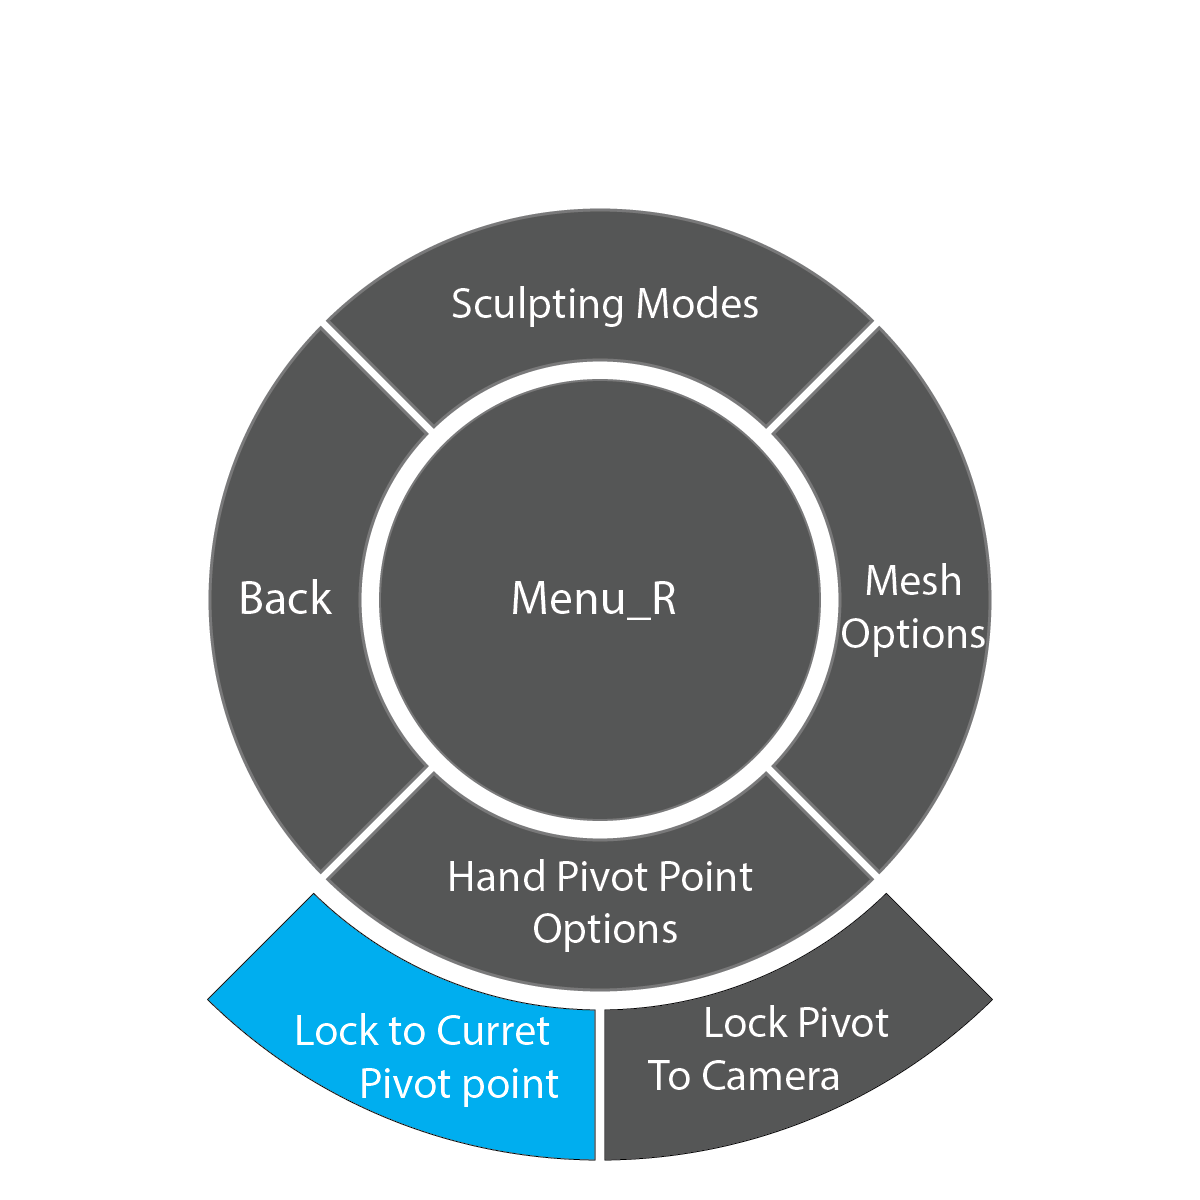 Sculpting Modes
Back
Menu_R
Mesh
Options
Hand Pivot Point
Options
Lock to Curret
Pivot point
Lock Pivot
To Camera